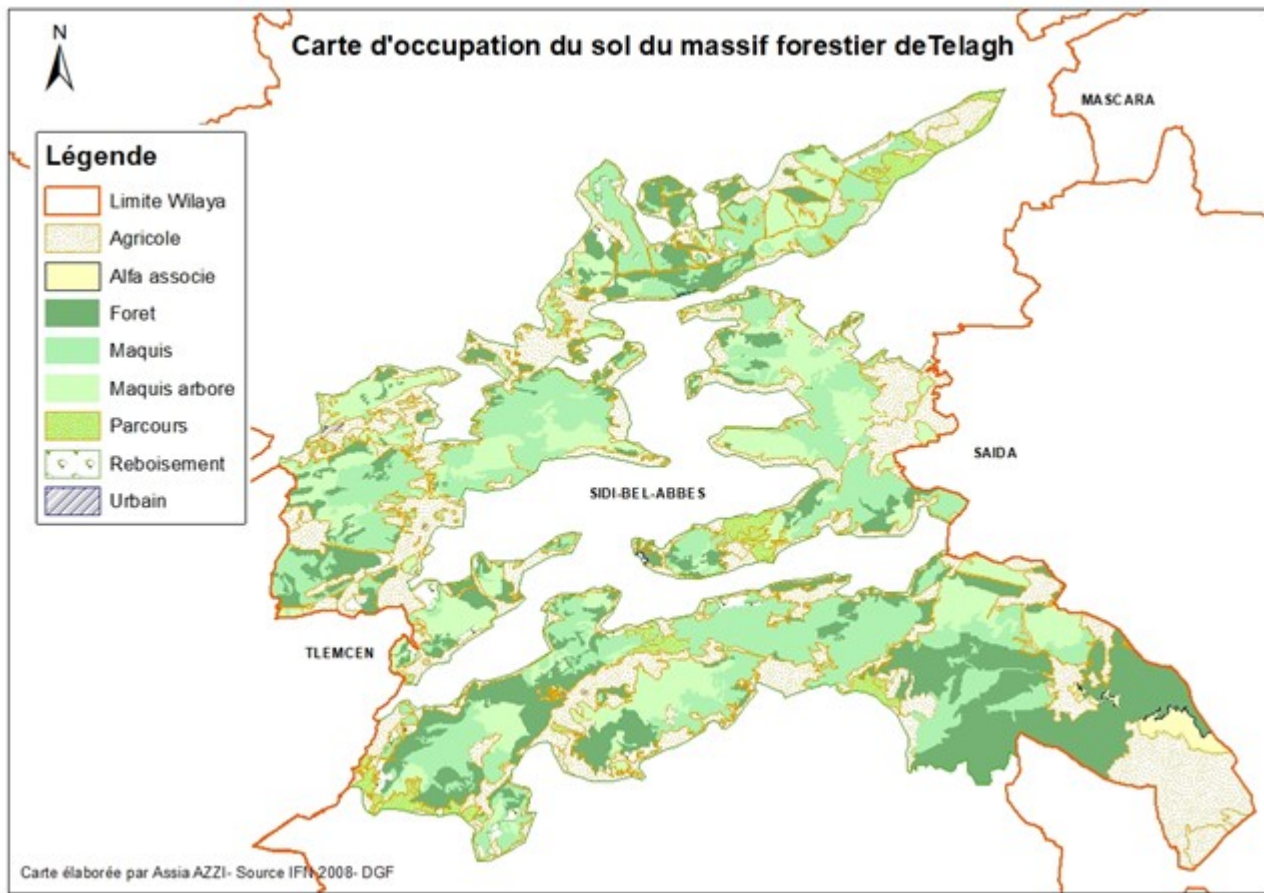 N
Carte d'occupation du sol du massif forestier deTelagh
MASCARA
Légende
Limite Wilaya
Agricole
Alfa associe
Foret
Maquis
Maquis arbore
Parcours
Reboisement
Urbain
SAIDA
SIDI-BEL-ABBES
TLEMCEN
Carte élaborée par Assia AZZI- Source IFN 2008- DGF